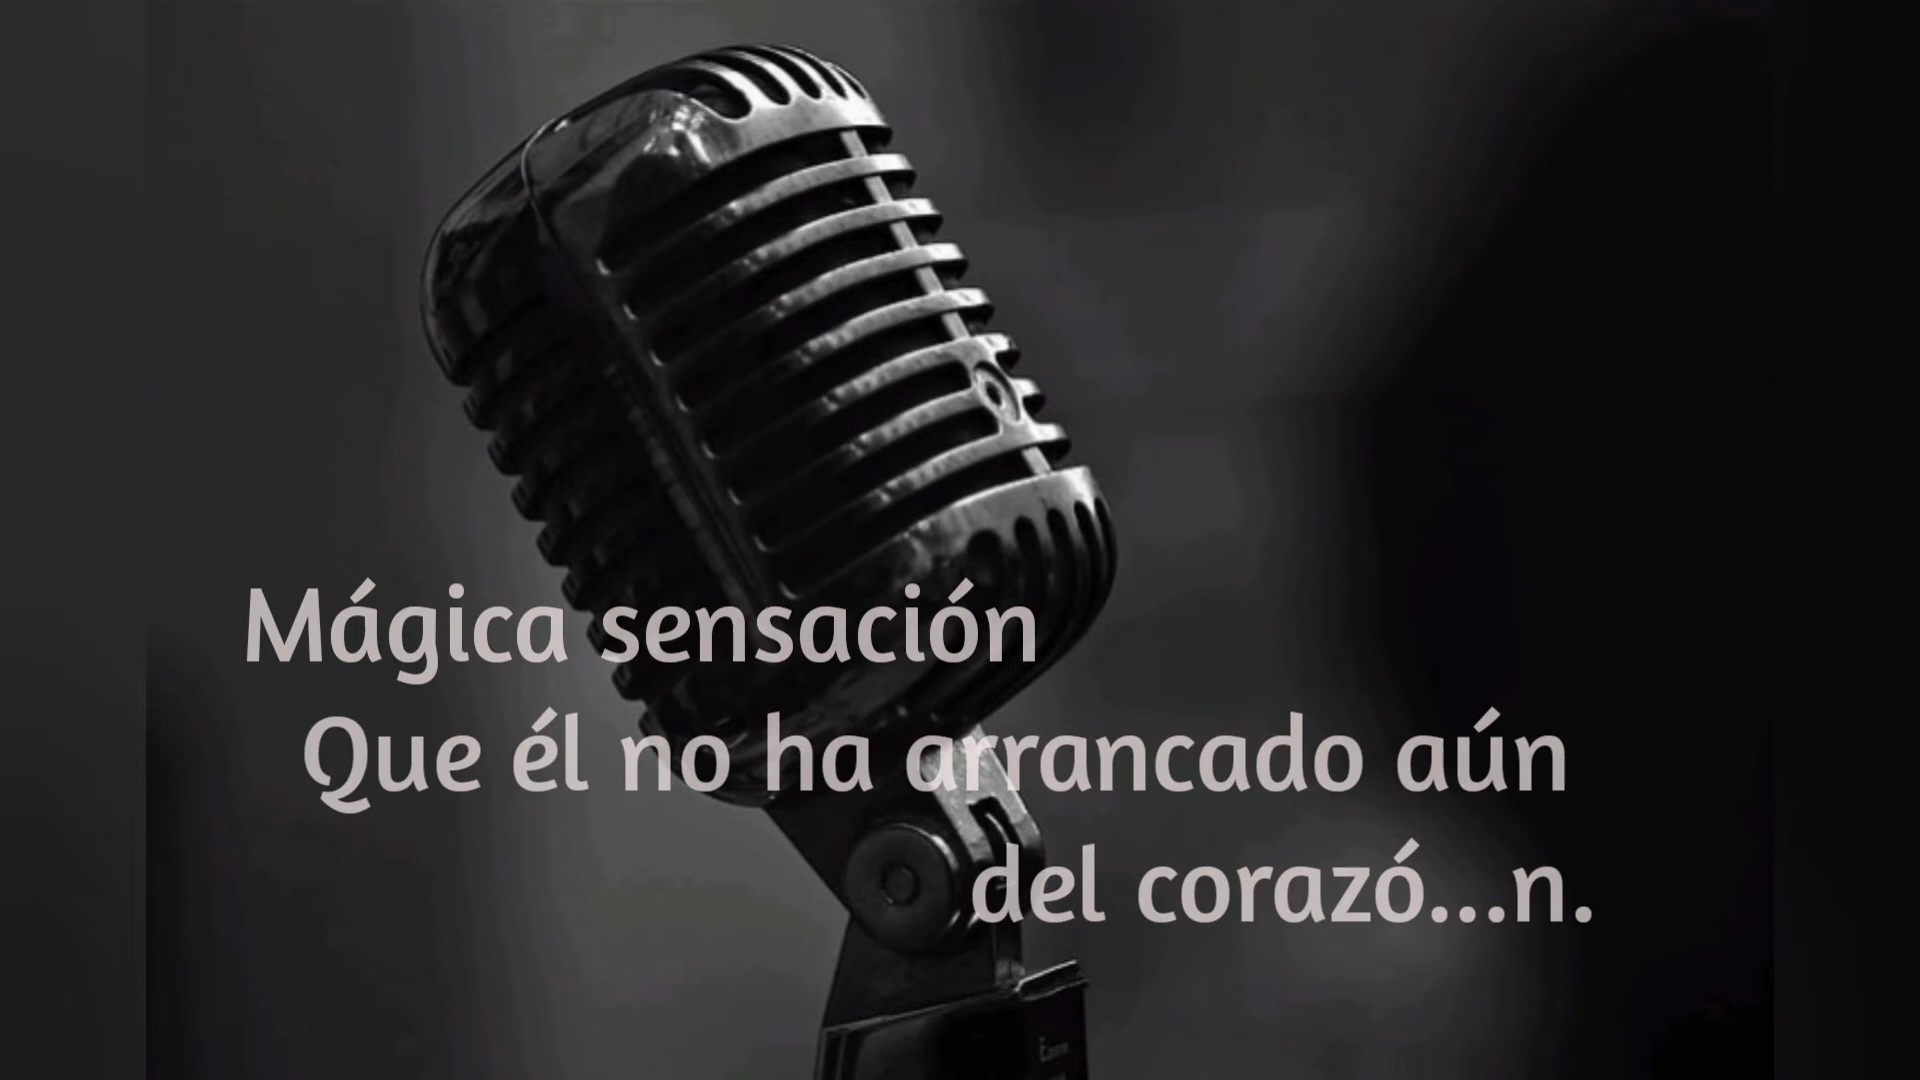 Mágica sensación
Que él no ha arrancado aún
del corazó...n.